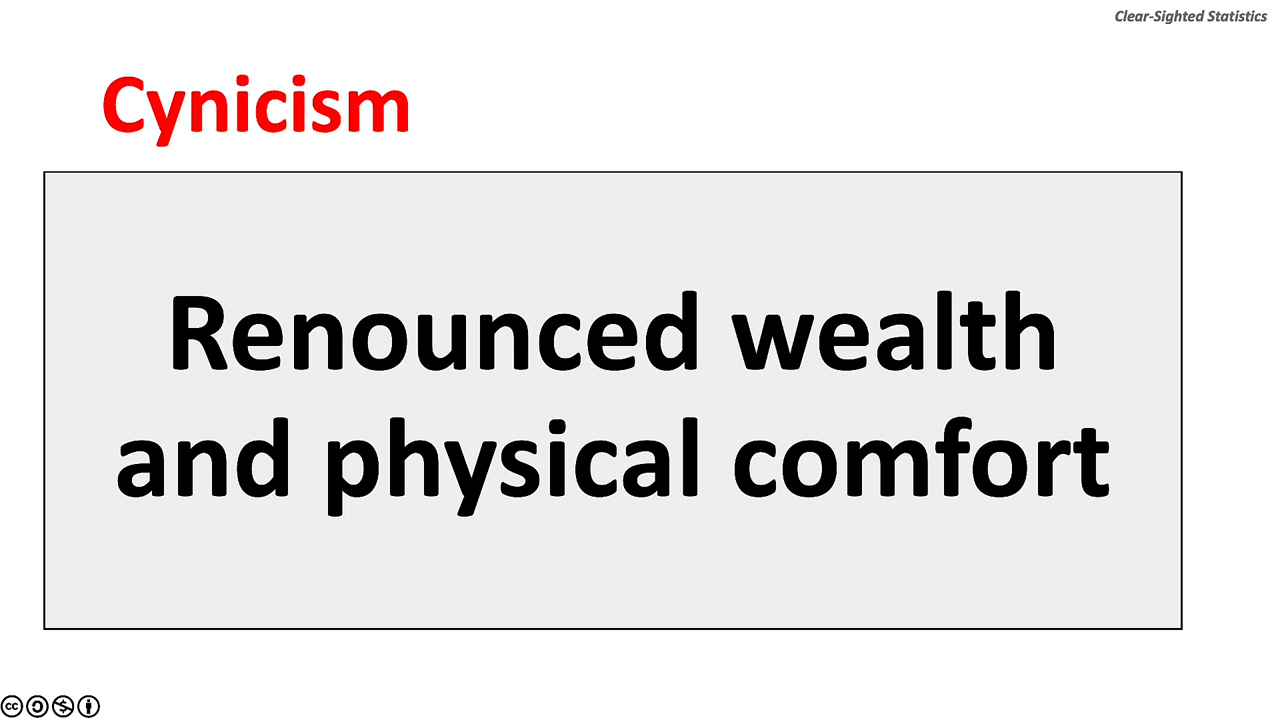 Clear-Sighted Statistics
Cynicism
Renounced wealth
and physical comfort